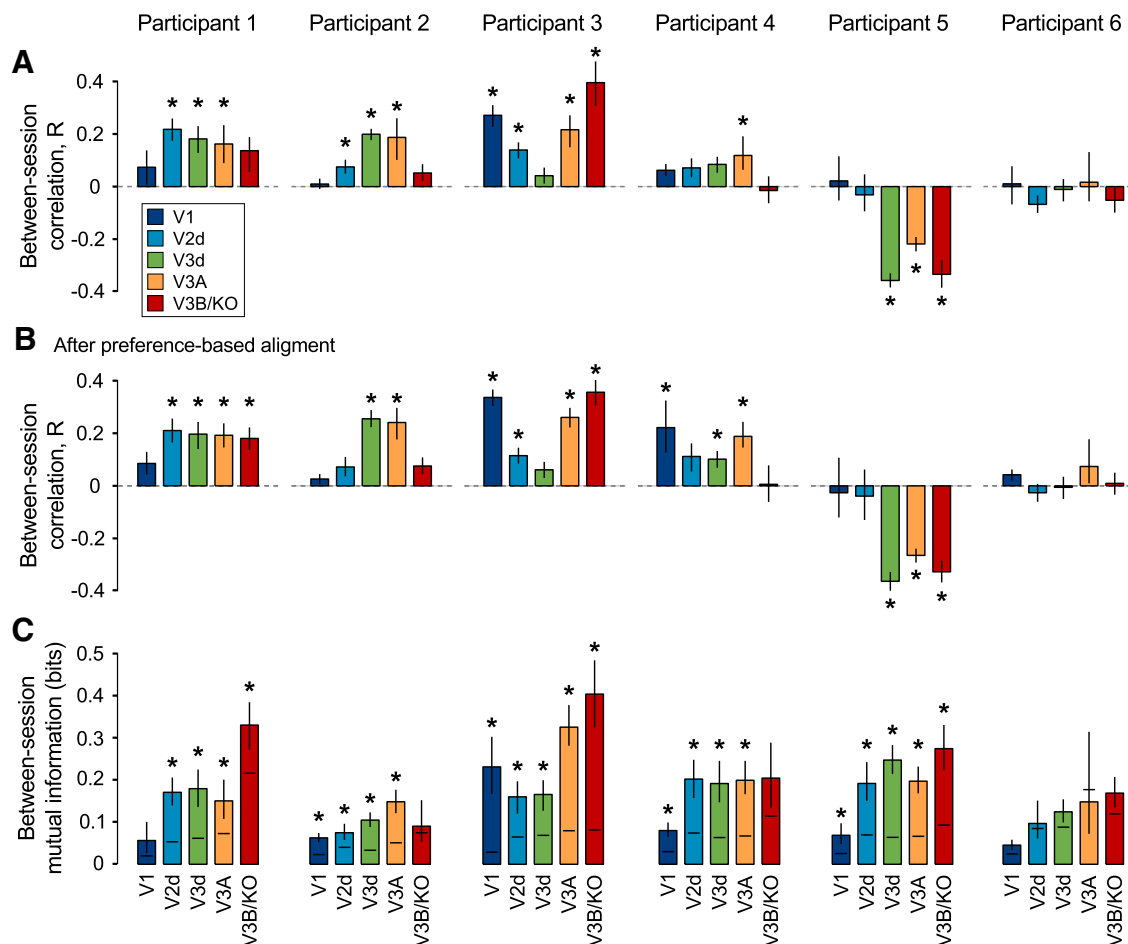 Participant 1 Participant 2 Participant 3 Participant 4 Participant 5 Participant 6
A
Between-session
correlation, R
0.4
* * *
* * *
* * * *
*
0.2
0
-0.2
* * *
-0.4
V1
V2d
V3d
V3A
V3B/KO
B After preference-based aligment
Between-session
correlation, R
0.4
* * * *
* *
* * * *
* * *
0.2
0
-0.2
* * *
-0.4
C
Between-session
mutual information (bits)
0.5
0.4
0.3
0.2
0.1
0
* * * *
* * * *
* * * * *
* * * *
* * * * *
V1 V2d V3d V3A V3B/KO V1 V2d V3d V3A V3B/KO V1 V2d V3d V3A V3B/KO V1 V2d V3d V3A V3B/KO V1 V2d V3d V3A V3B/KO V1 V2d V3d V3A V3B/KO